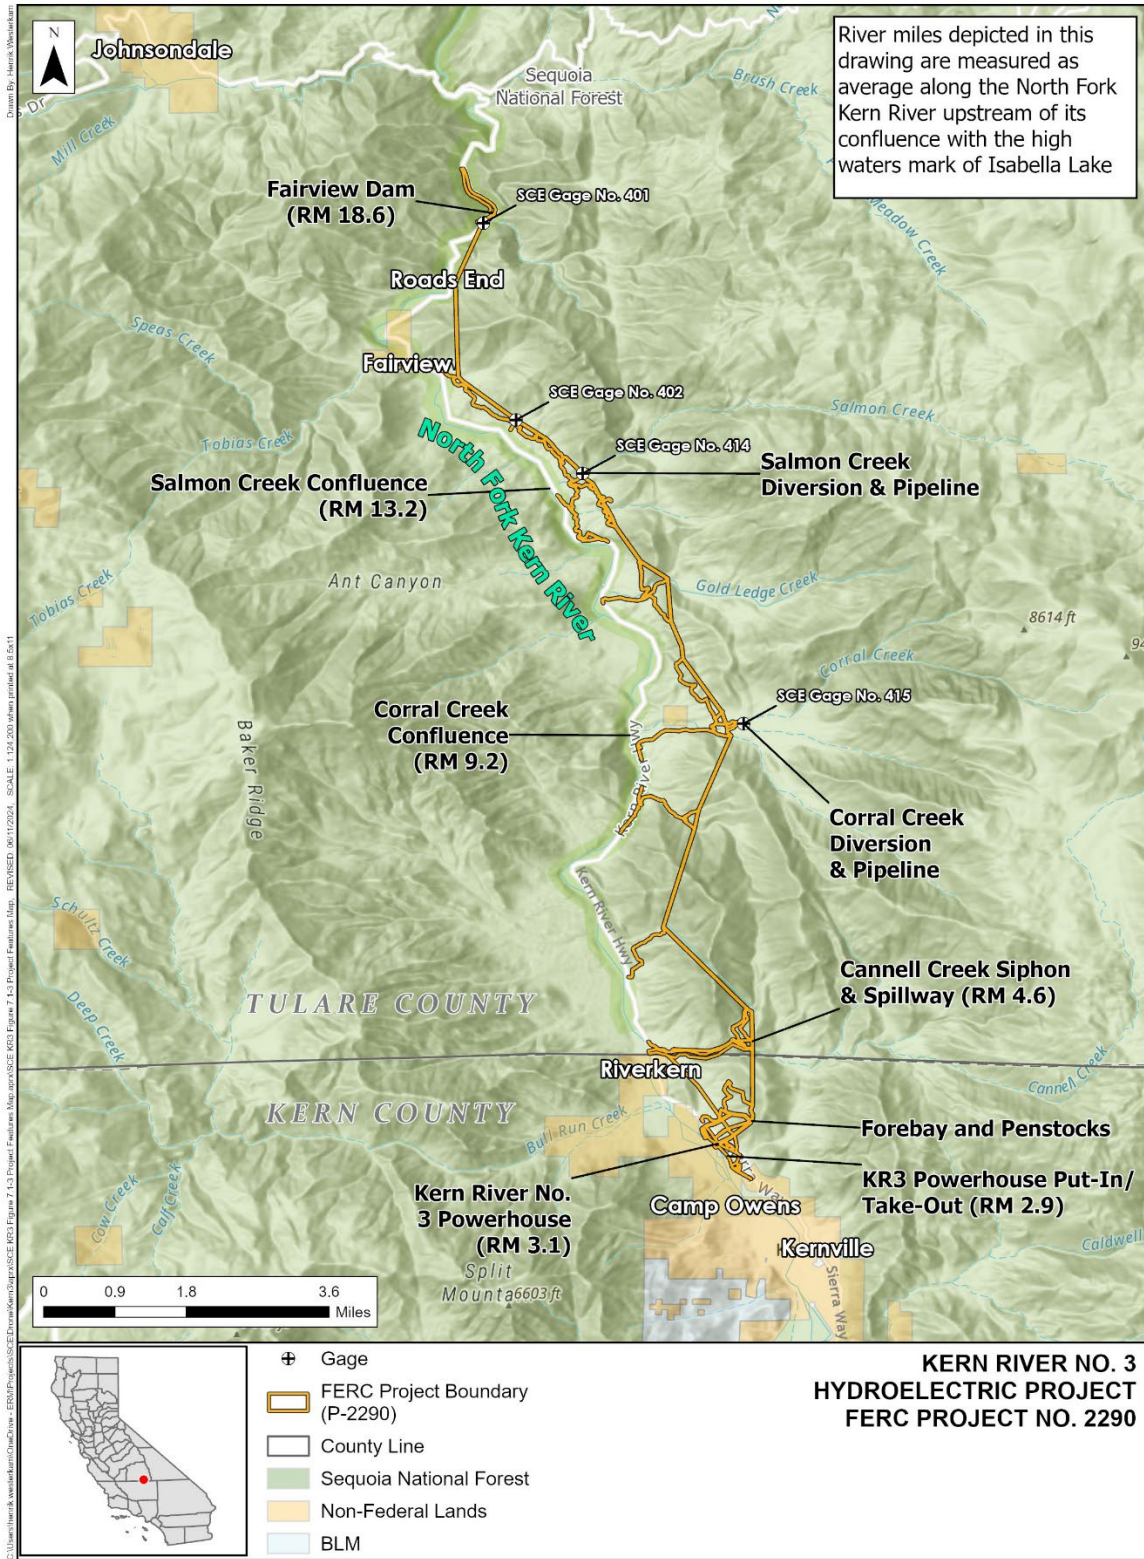 Drawn By: Henrik Westerkam
N
Johnsondale
s Dr
Mill Creek
Sequoia
National Forest
Brush Creek
River miles depicted in this
drawing are measured as
average along the North Fork
Kern River upstream of its
confluence with the high
waters mark of Isabella Lake
Meadow Creek
Fairview Dam
(RM 18.6)
SCE Gage No. 401
Roads End
Speas Creek
Fairview
SCE Gage No. 402
Salmon Creek
Tobias Creek
North Fork Kern River
SCE Gage No. 414
Salmon Creek
Diversion & Pipeline
Salmon Creek Confluence
(RM 13.2)
Ant Canyon
Gold Ledge Creek
Tobias Creek
8614 ft
94
Corral Creek
SCE Gage No. 415
Corral Creek
Confluence
(RM 9.2)
Kern River Hwy
Baker Ridge
Corral Creek
Diversion
& Pipeline
Kern River Hwy
Schultz Creek
Cannell Creek Siphon
& Spillway (RM 4.6)
Deep Creek
TULARE COUNTY
Riverkern
Cannell Creek
KERN COUNTY
Bull Run Creek
Forebay and Penstocks
Kern River No.
3 Powerhouse
(RM 3.1)
KR3 Powerhouse Put-In/
Take-Out (RM 2.9)
Camp Owens
Cow Creek
Calf Creek
Kernville
Caldwell
Sierra Way
Split
Mounta 6603 ft
0 0.9 1.8 3.6
Miles
Gage
FERC Project Boundary
(P-2290)
County Line
Sequoia National Forest
Non-Federal Lands
BLM
KERN RIVER NO. 3
HYDROELECTRIC PROJECT
FERC PROJECT NO. 2290